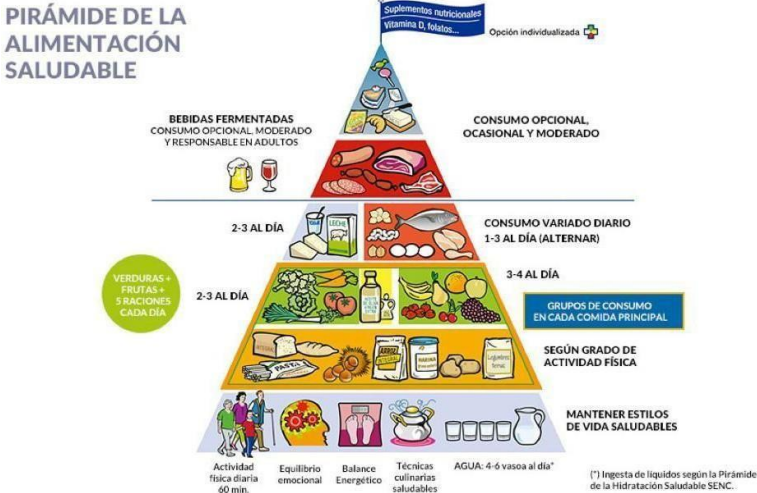 PIRÁMIDE DE LA
ALIMENTACIÓN
SALUDABLE
Suplementos nutricionales
Vitamina D, folatos...
Opción individualizada
BEBIDAS FERMENTADAS
CONSUMO OPCIONAL, MODERADO
Y RESPONSABLE EN ADULTOS
CONSUMO OPCIONAL,
OCASIONAL Y MODERADO
2-3 AL DÍA
LECHE
CONSUMO VARIADO DIARIO
1-3 AL DÍA (ALTERNAR)
VERDURAS +
FRUTAS +
5 RACIONES
CADA DÍA
2-3 AL DÍA
3-4 AL DÍA
GRUPOS DE CONSUMO
EN CADA COMIDA PRINCIPAL
INTEGRAL
PASTA
ARROZ
INTEGRAL
HARINA
Legumbres
tiernas
SEGÚN GRADO DE
ACTIVIDAD FÍSICA
MANTENER ESTILOS
DE VIDA SALUDABLES
Actividad
física diaria
60 min.
Equilibrio
emocional
Balance
Energético
Técnicas
culinarias
saludables
AGUA: 4-6 vasoa al día*
(*) Ingesta de líquidos según la Pirámide
de la Hidratación Saludable SENC.